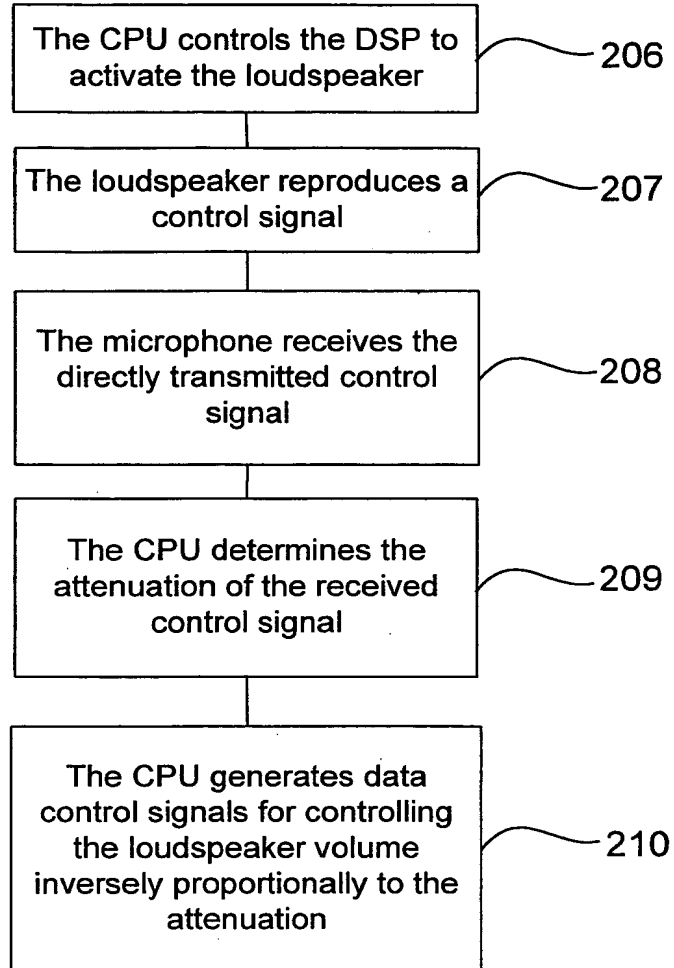 The CPU controls the DSP to
activate the loudspeaker
206
The loudspeaker reproduces a
control signal
207
The microphone receives the
directly transmitted control
signal
208
The CPU determines the
attenuation of the received
control signal
209
The CPU generates data
control signals for controlling
the loudspeaker volume
inversely proportionally to the
attenuation
210